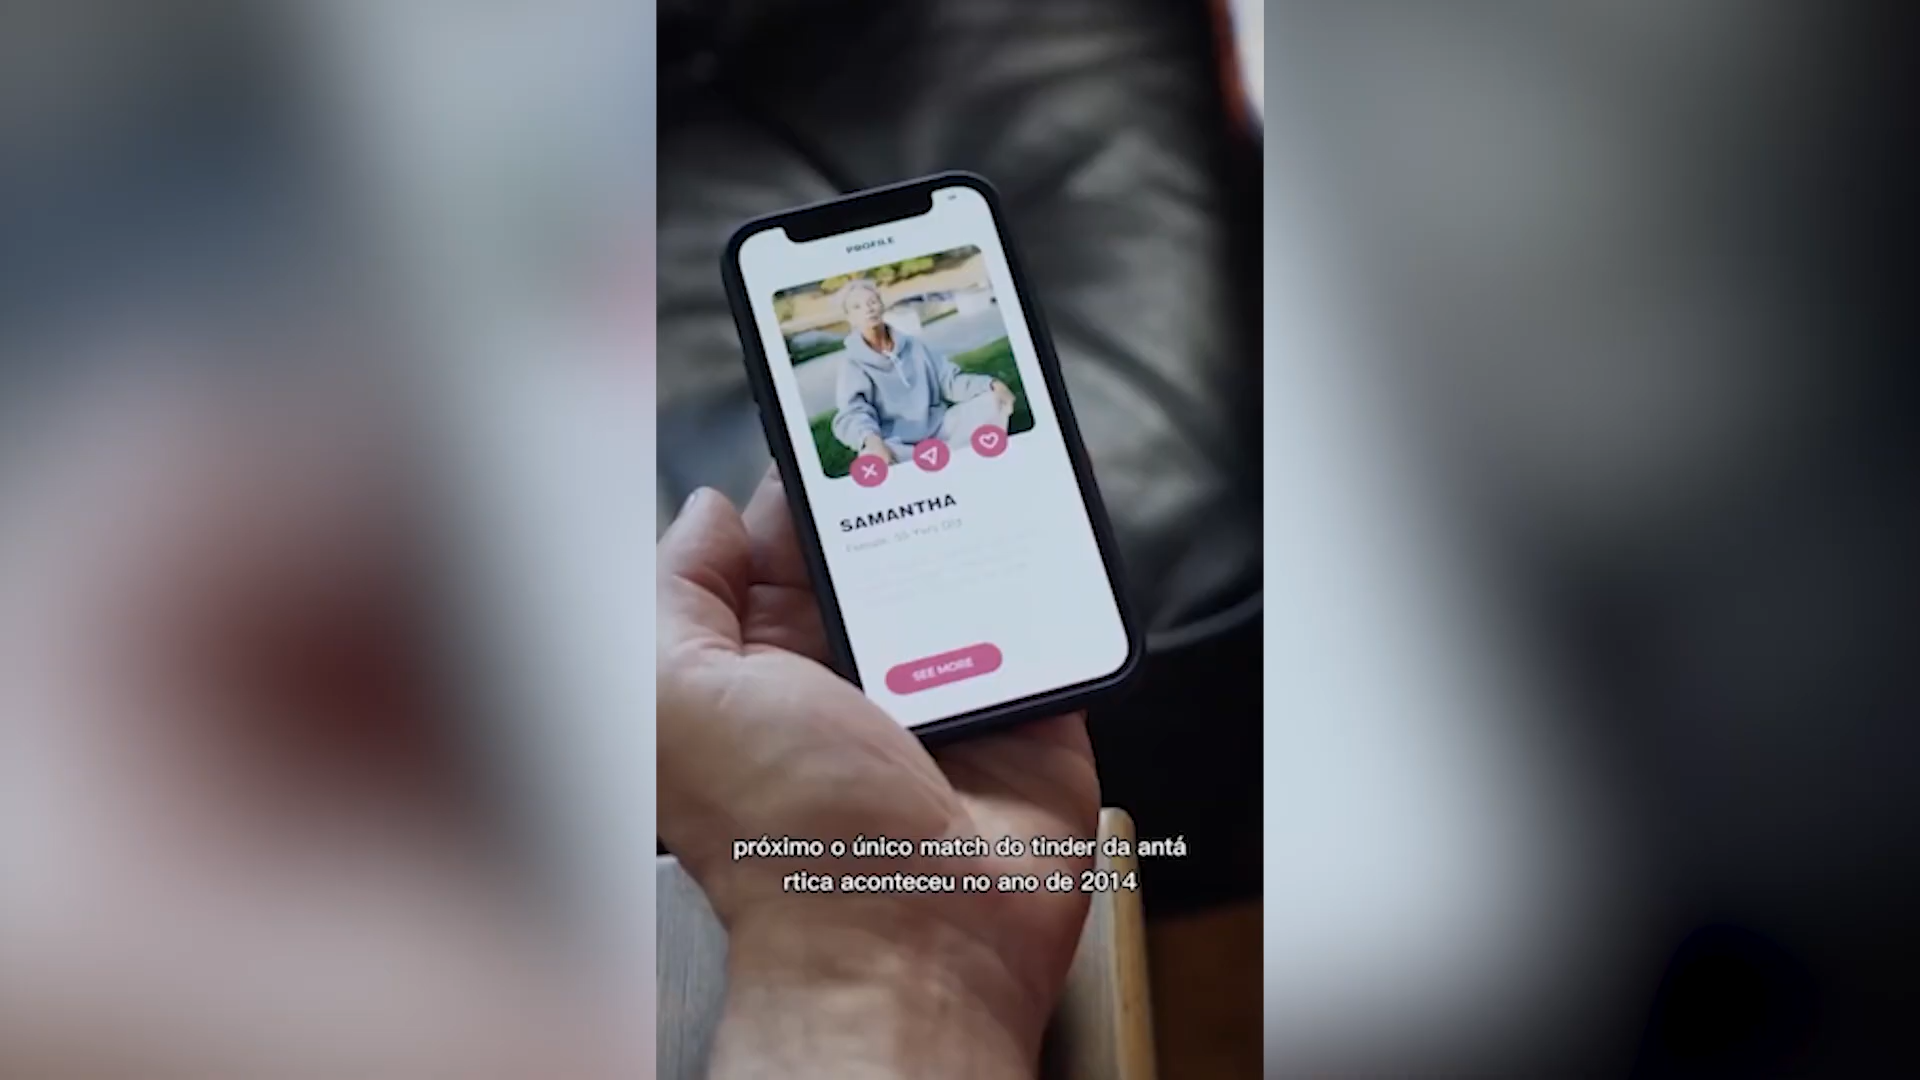 PROFILE
SAMANTHA
SEE MORE
próximo o único match do tinder da antá
rtica aconteceu no ano de 2014